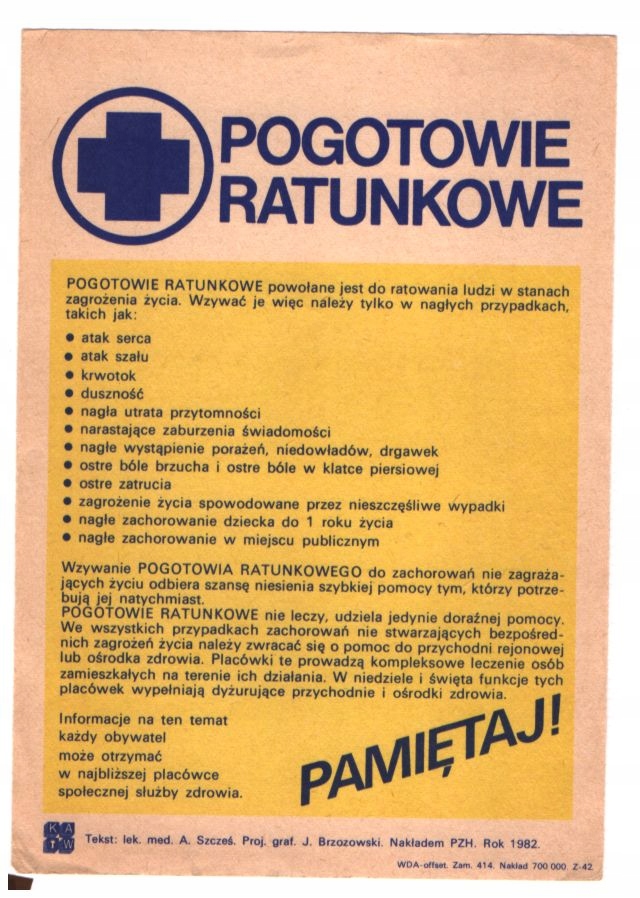 POGOTOWIE
RATUNKOWE
POGOTOWIE RATUNKOWE powołane jest do ratowania ludzi w stanach
zagrożenia życia. Wzywać je więc należy tylko w nagłych przypadkach,
takich jak:
● atak serca
● atak szału
● krwotok
● duszność
● nagła utrata przytomności
● narastające zaburzenia świadomości
● nagłe wystąpienie porażeń, niedowładów, drgawek
● ostre bóle brzucha i ostre bóle w klatce piersiowej
● ostre zatrucia
● zagrożenie życia spowodowane przez nieszczęśliwe wypadki
● nagłe zachorowanie dziecka do 1 roku życia
● nagłe zachorowanie w miejscu publicznym
Wzywanie POGOTOWIA RATUNKOWEGO do zachorowań nie zagraża-
jących życiu odbiera szansę niesienia szybkiej pomocy tym, którzy potrze-
bują jej natychmiast.
POGOTOWIE RATUNKOWE nie leczy, udziela jedynie doraźnej pomocy.
We wszystkich przypadkach zachorowań nie stwarzających bezpośred-
nich zagrożeń życia należy zwracać się o pomoc do przychodni rejonowej
lub ośrodka zdrowia. Placówki te prowadzą kompleksowe leczenie osób
zamieszkałych na terenie ich działania. W niedziele i święta funkcje tych
placówek wypełniają dyżurujące przychodnie i ośrodki zdrowia.
Informacje na ten temat
każdy obywatel
może otrzymać
w najbliższej placówce
społecznej służby zdrowia.
PAMIĘTAJ!
KAW
Tekst: lek. med. A. Szcześ. Proj. graf. J. Brzozowski. Nakładem PZH. Rok 1982.
WDA-offset. Zam. 414. Nakład 700 000. Z-42